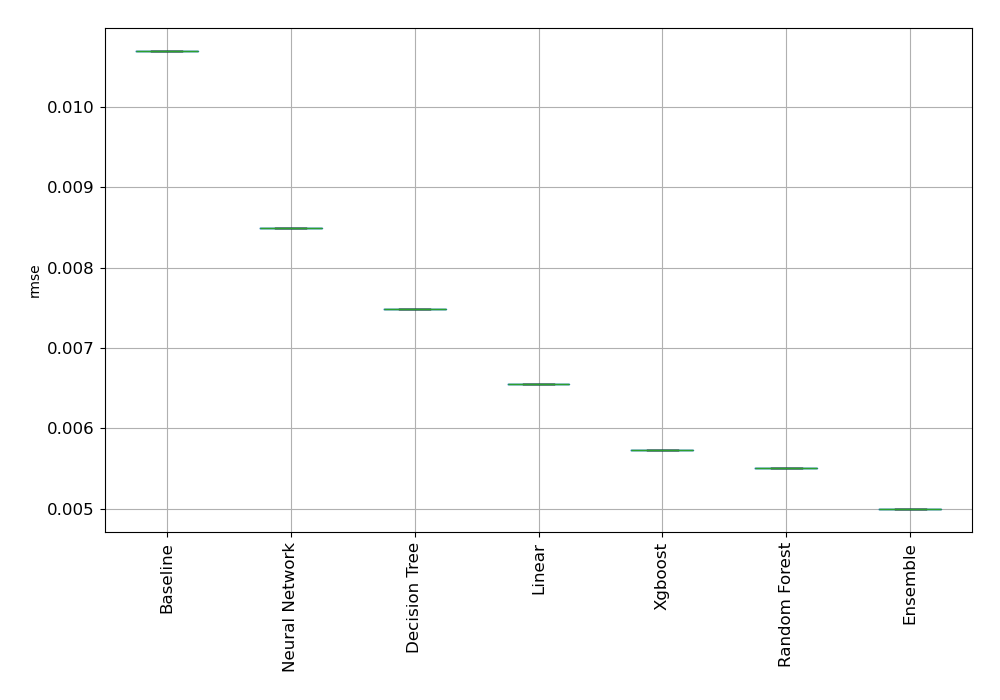 0.010
0.009
0.008
0.007
0.006
0.005
rmse
Baseline
Neural Network
Decision Tree
Linear
Xgboost
Random Forest
Ensemble